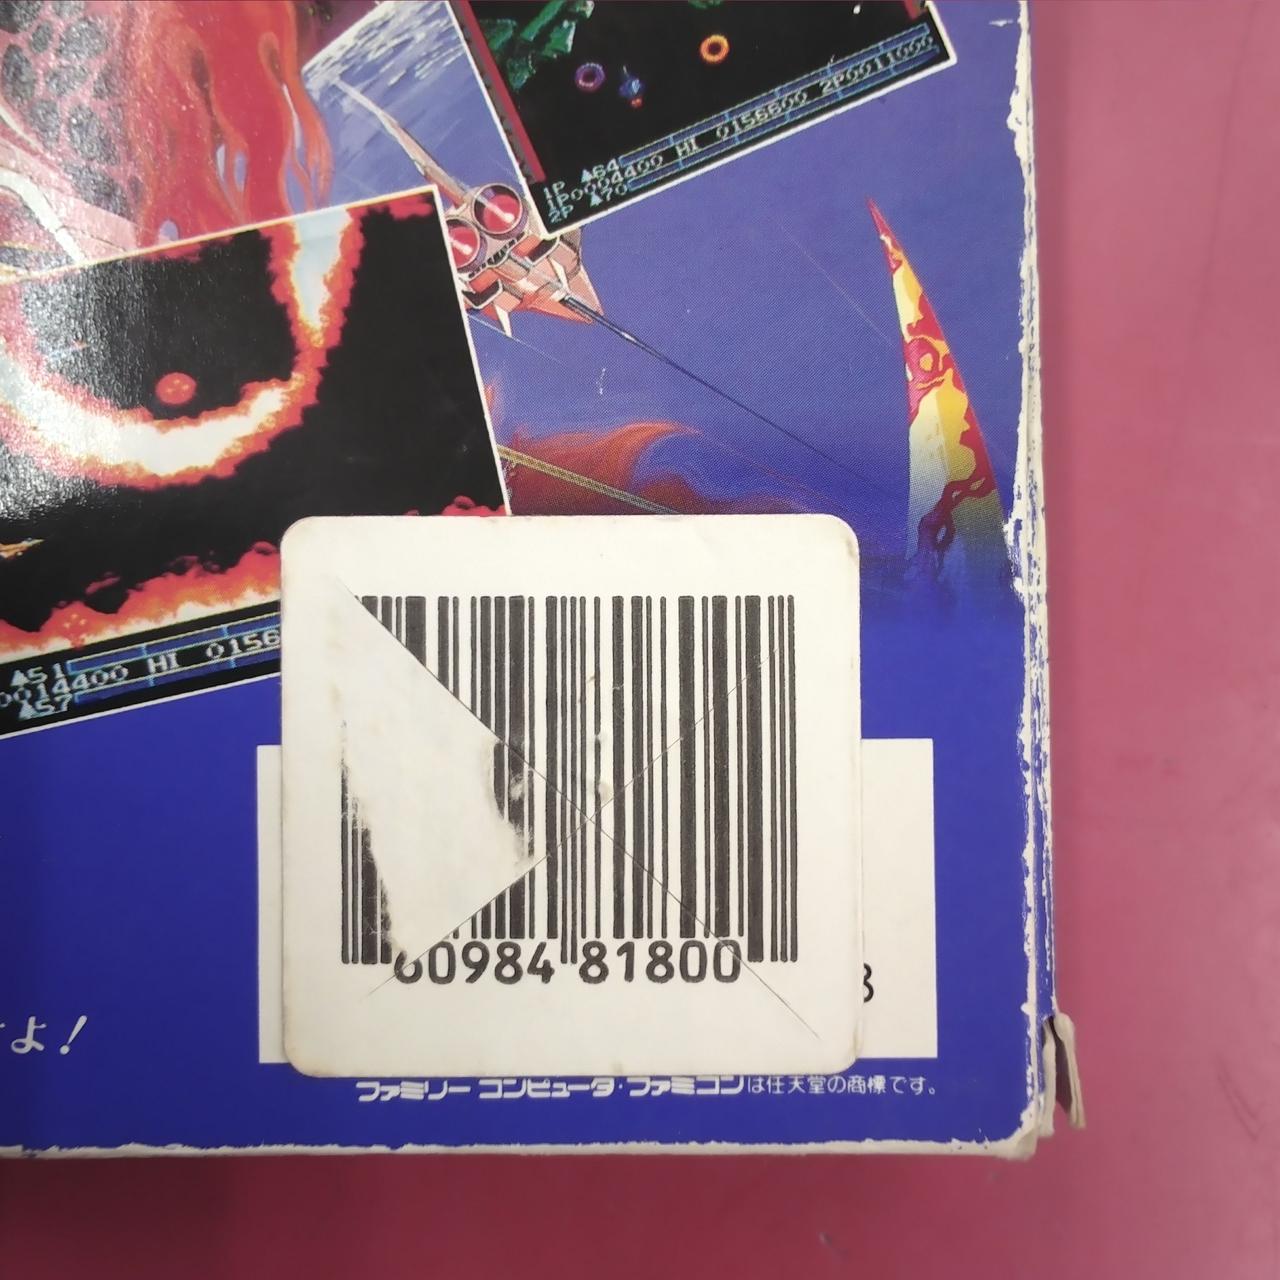 1P ▲64
1P0004400 HI 0156600 2P0011000
2P ▲70
▲51
0014400 HI 0156
▲57
60984 81800
8
よ!
ファミリー コンピュータ・ファミコンは任天堂の商標です。